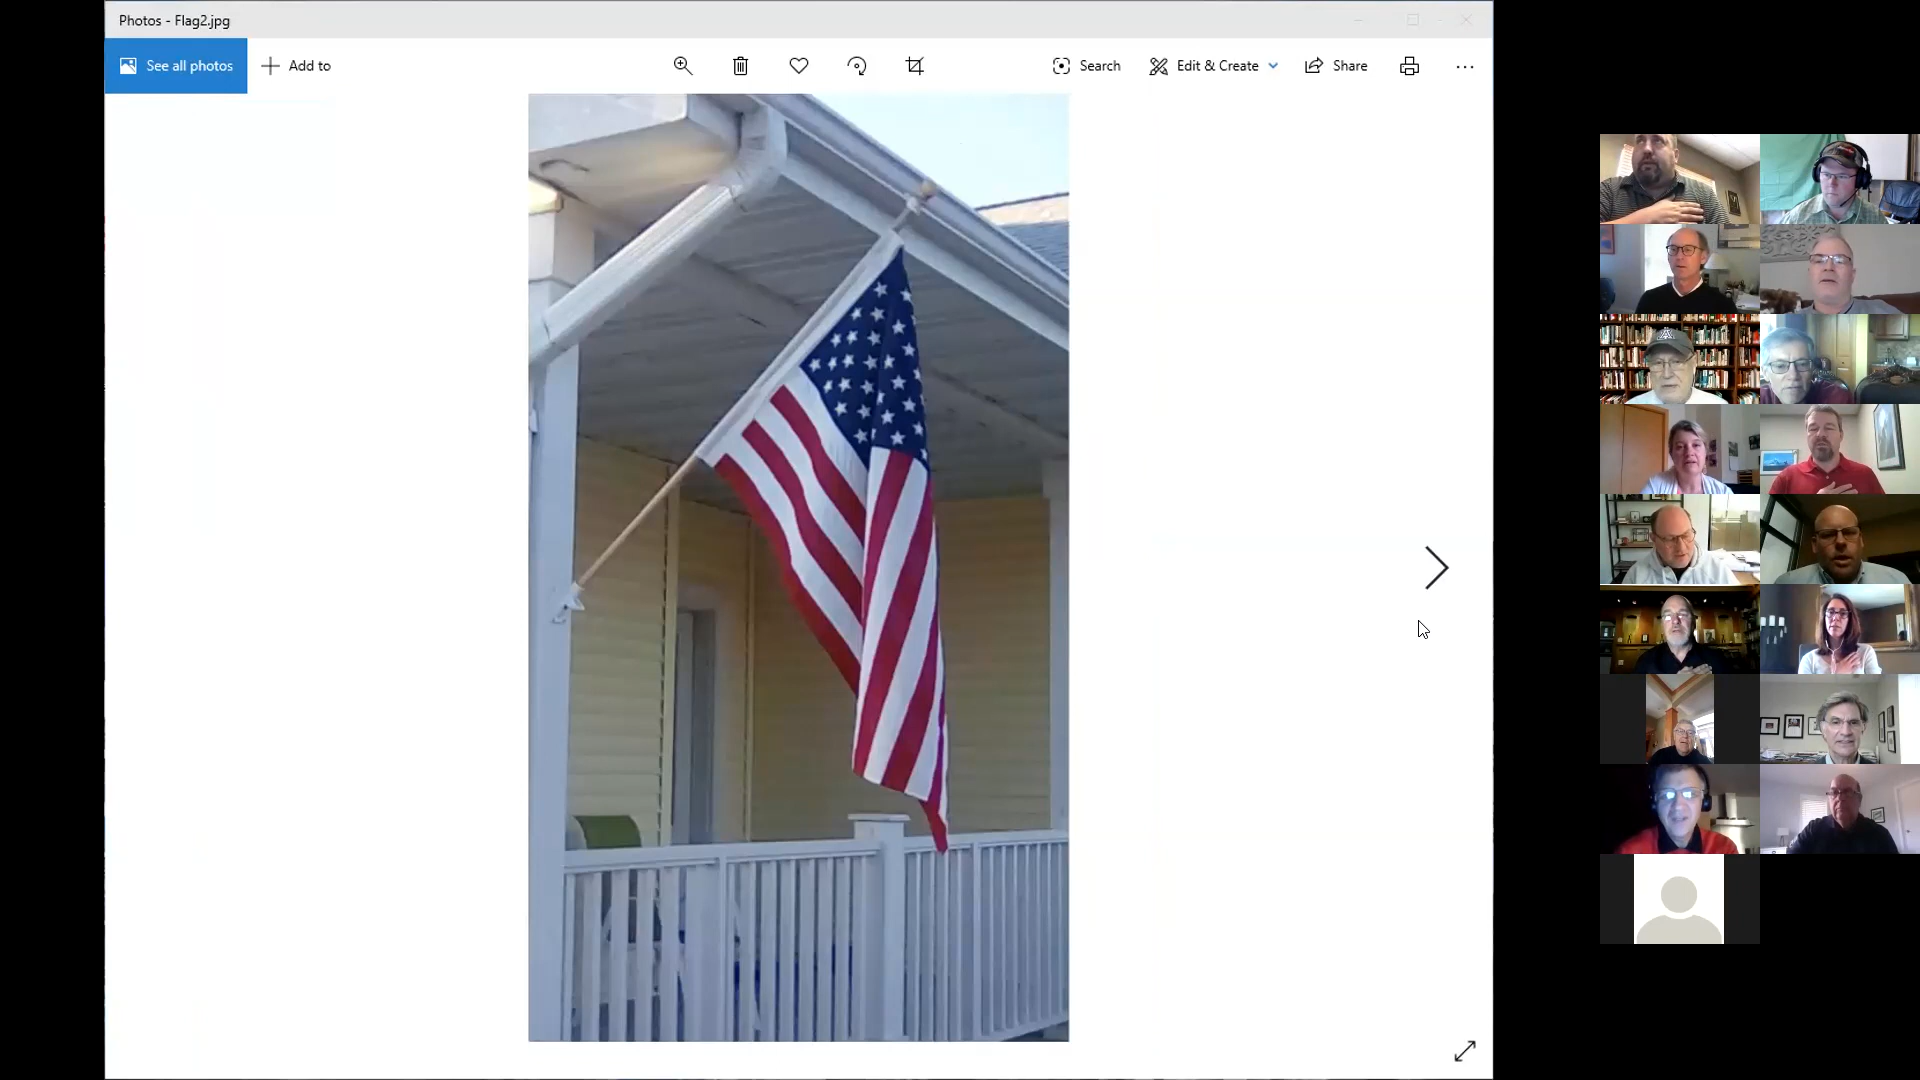 Photos - Flag2.jpg
See all photos
Add to
Search
Edit & Create
Share